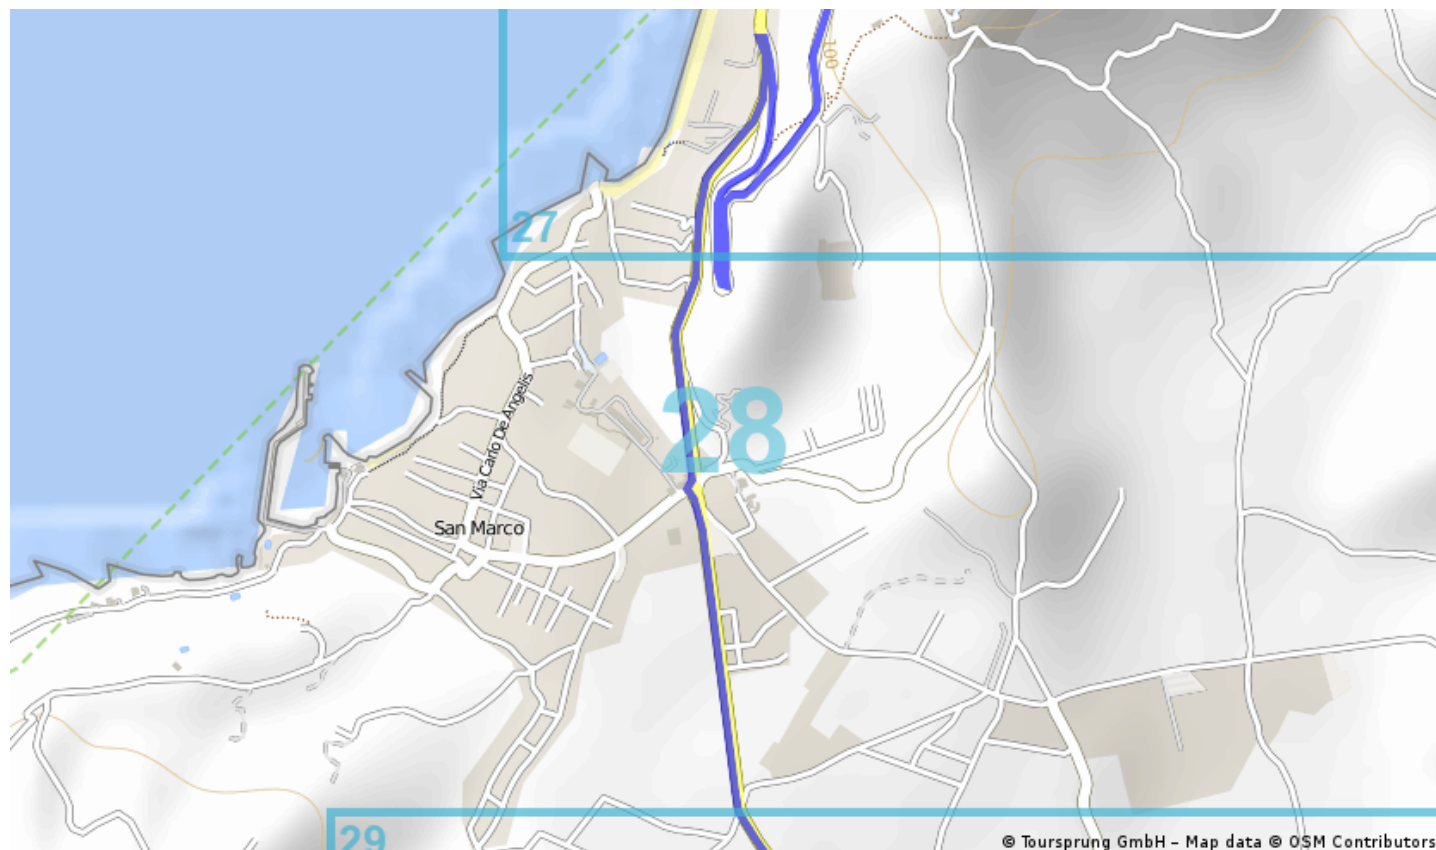 100
27
28
Via Carlo De Angelis
San Marco
29
© Toursprung GmbH – Map data © OSM Contributors